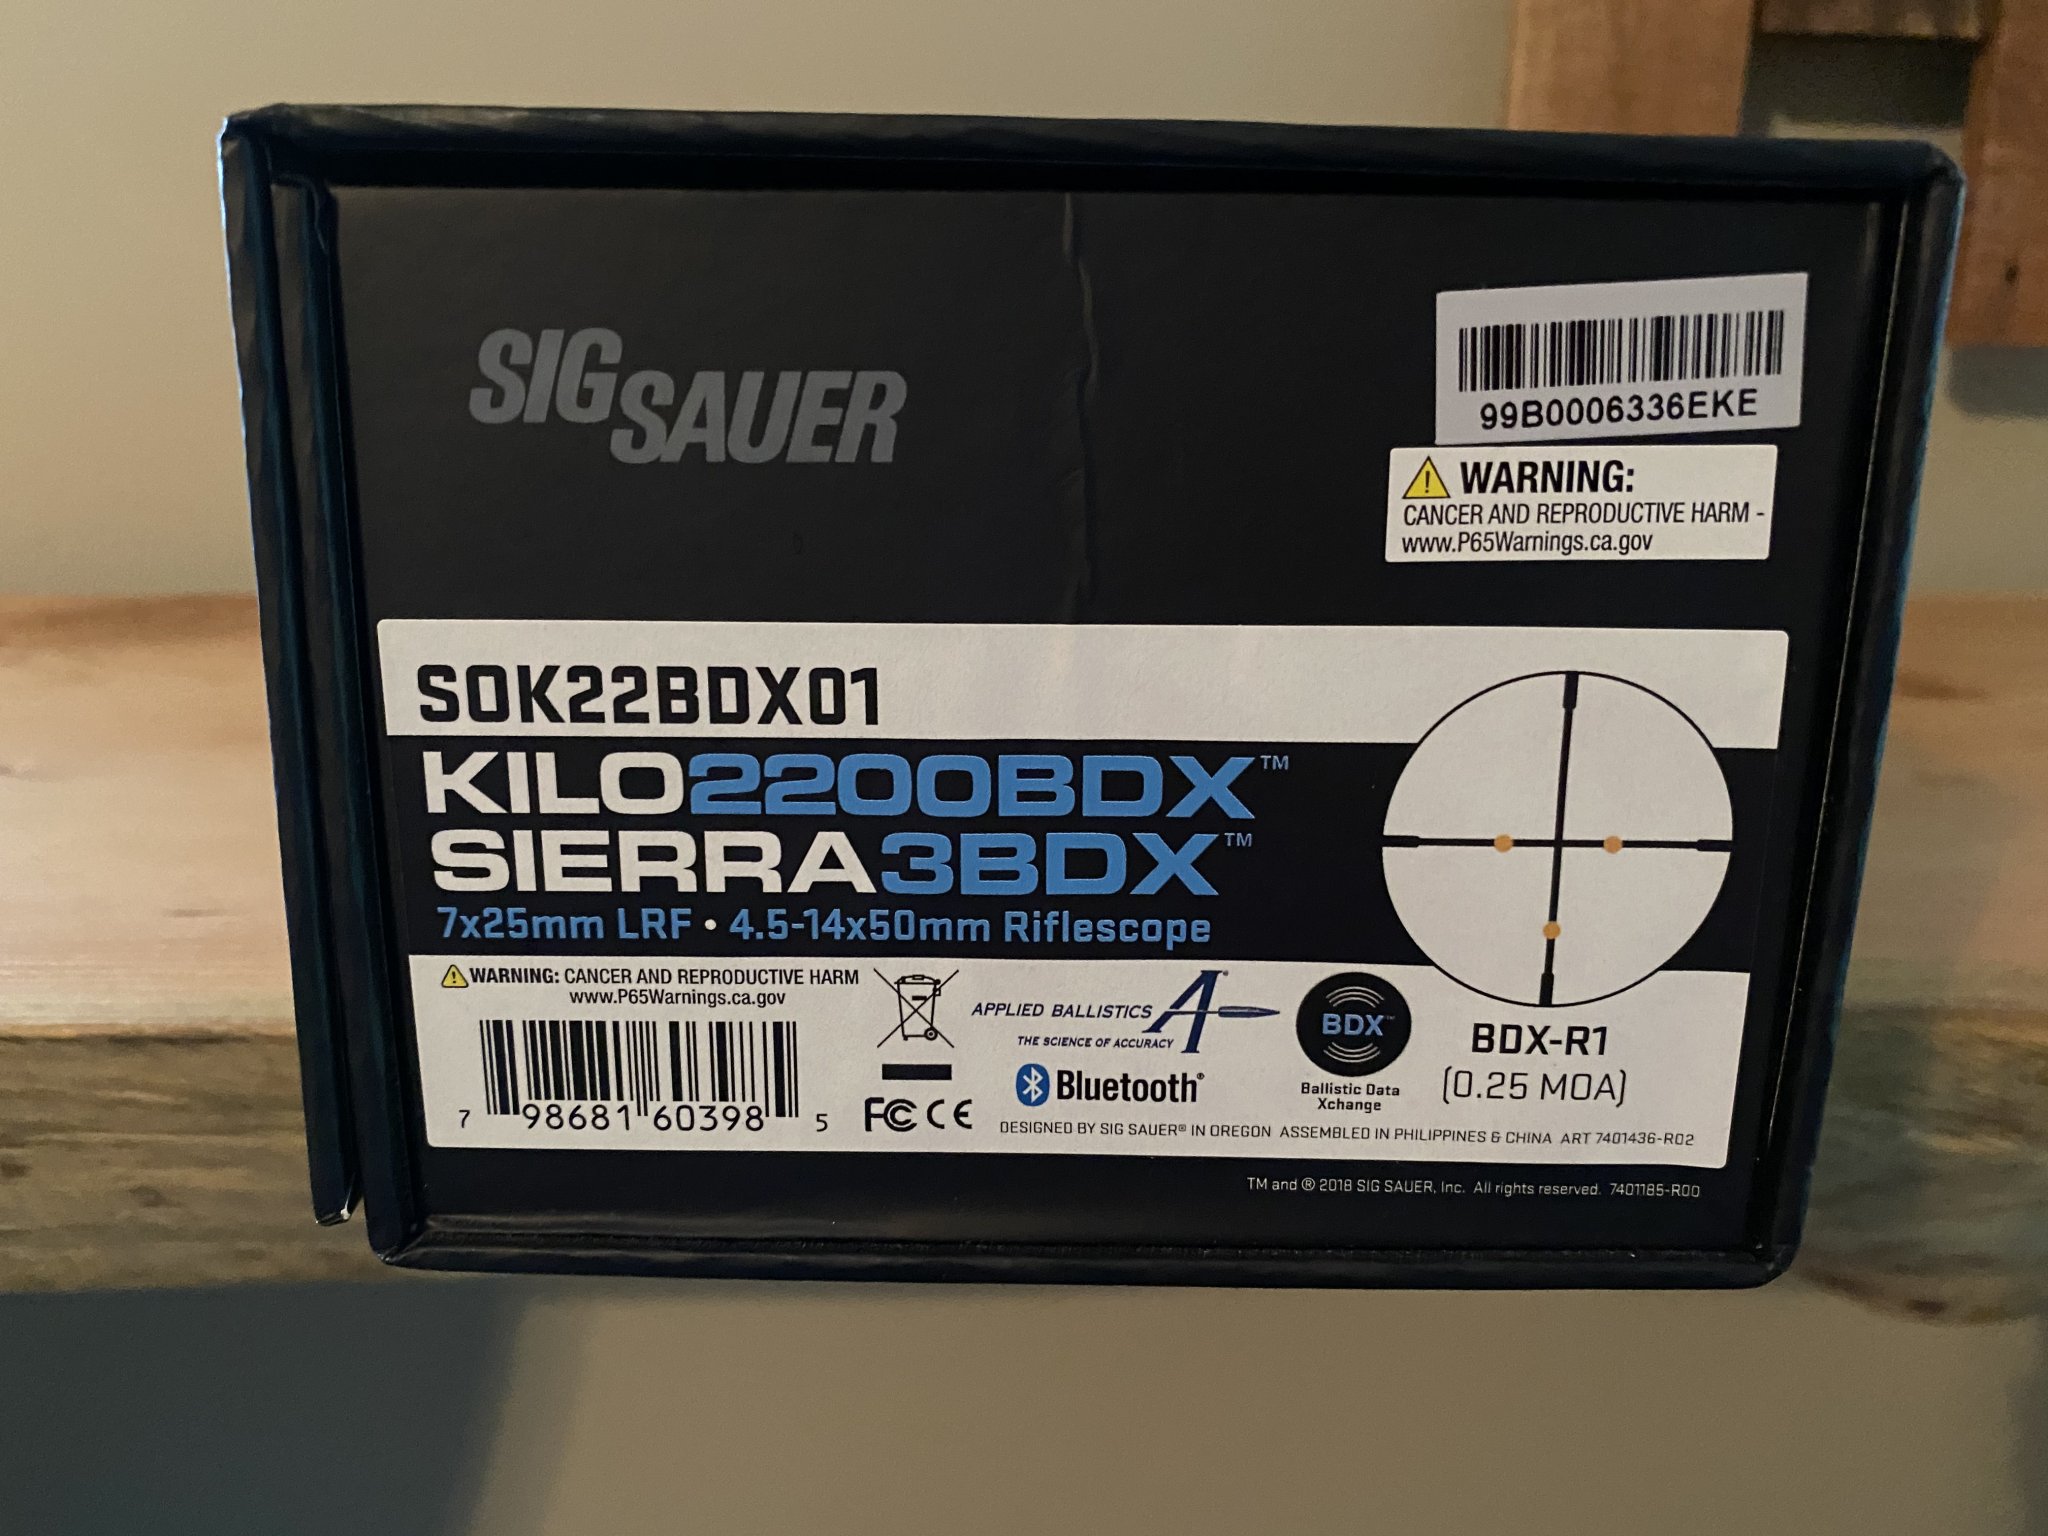 SIG SAUER
99B0006336EKE
WARNING:
CANCER AND REPRODUCTIVE HARM -
www.P65Warnings.ca.gov
SOK22BDX01
KILO2200BDX™
SIERRA3BDX™
7x25mm LRF • 4.5-14x50mm Riflescope
WARNING: CANCER AND REPRODUCTIVE HARM
www.P65Warnings.ca.gov
7 98681 60398 5
FC CE
APPLIED BALLISTICS A®
THE SCIENCE OF ACCURACY
Bluetooth®
BDX™
Ballistic Data
Xchange
BDX-R1
(0.25 MOA)
DESIGNED BY SIG SAUER® IN OREGON ASSEMBLED IN PHILIPPINES & CHINA ART 7401436-R02
TM and ® 2018 SIG SAUER, Inc. All rights reserved. 7401185-R00